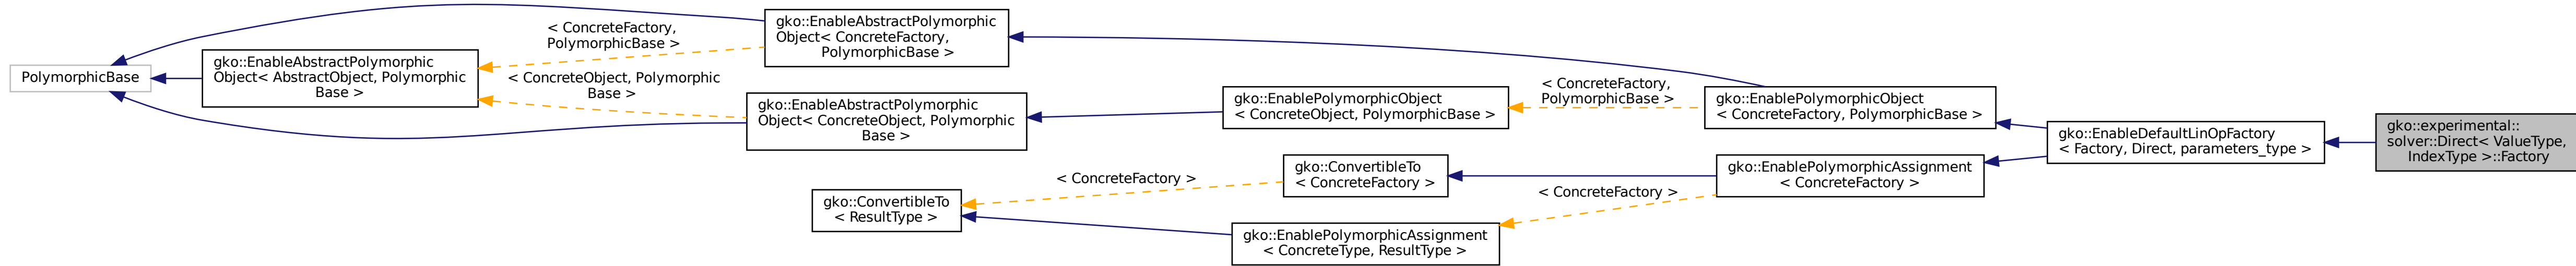 PolymorphicBase
gko::EnableAbstractPolymorphic
Object< AbstractObject, Polymorphic
Base >
< ConcreteFactory,
PolymorphicBase >
< ConcreteObject, Polymorphic
Base >
gko::EnableAbstractPolymorphic
Object< ConcreteFactory,
PolymorphicBase >
gko::EnableAbstractPolymorphic
Object< ConcreteObject, Polymorphic
Base >
gko::ConvertibleTo
< ResultType >
< ConcreteFactory >
gko::EnablePolymorphicObject
< ConcreteObject, PolymorphicBase >
gko::ConvertibleTo
< ConcreteFactory >
gko::EnablePolymorphicAssignment
< ConcreteType, ResultType >
< ConcreteFactory,
PolymorphicBase >
< ConcreteFactory >
gko::EnablePolymorphicObject
< ConcreteFactory, PolymorphicBase >
gko::EnablePolymorphicAssignment
< ConcreteFactory >
gko::EnableDefaultLinOpFactory
< Factory, Direct, parameters_type >
gko::experimental::
solver::Direct< ValueType,
IndexType >::Factory